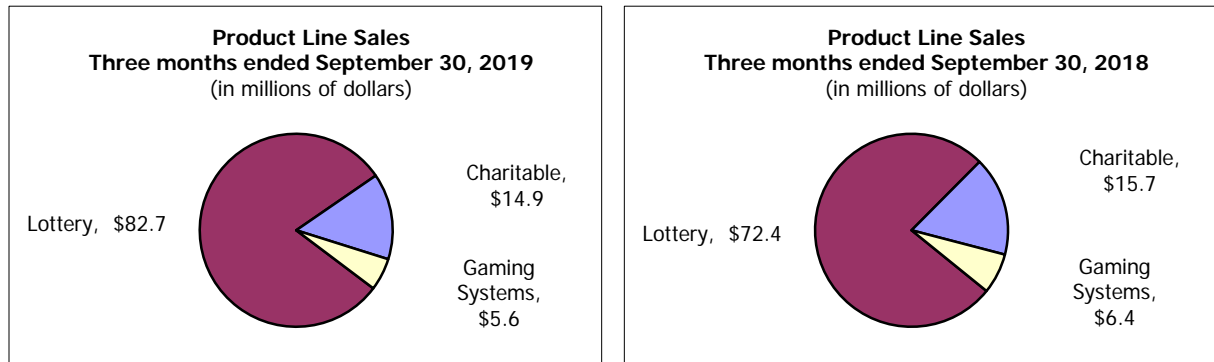 Product Line Sales
Three months ended September 30, 2019
(in millions of dollars)
Lottery, $82.7
Charitable,
$14.9
Gaming
Systems,
$5.6
Product Line Sales
Three months ended September 30, 2018
(in millions of dollars)
Lottery, $72.4
Charitable,
$15.7
Gaming
Systems,
$6.4